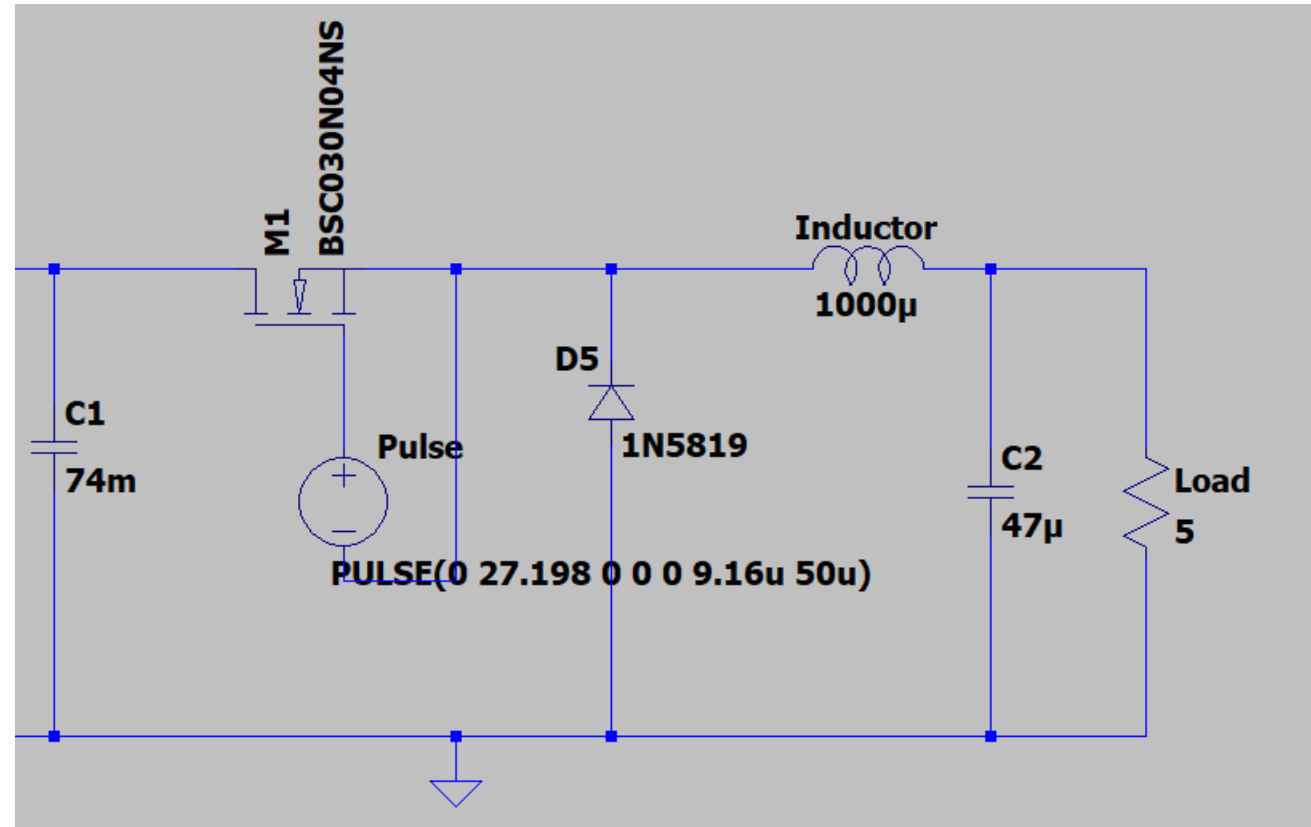 BSC030N04NS
M1
Inductor
1000µ
D5
1N5819
C1
74m
Pulse
PULSE(0 27.198 0 0 0 9.16u 50u)
C2
47µ
Load
5